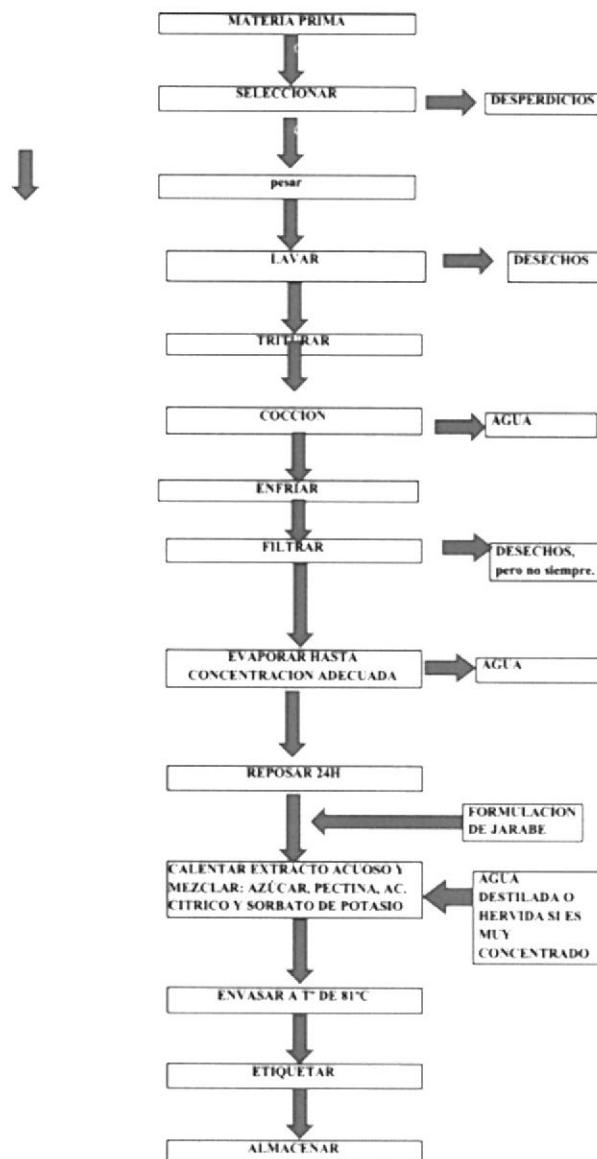 MATERIA PRIMA
SELECCIONAR
DESPERDICIOS
pesar
LAVAR
DESECHOS
TRITURAR
COCCION
AGUA
ENFRIAR
FILTRAR
DESECHOS,
pero no siempre.
EVAPORAR HASTA
CONCENTRACION ADECUADA
AGUA
REPOSAR 24H
FORMULACION
DE JARABE
CALENTAR EXTRACTO ACUOSO Y
MEZCLAR: AZÚCAR, PECTINA, AC.
CITRICO Y SORBATO DE POTASIO
AGUA
DESTILADA O
HERVIDA SI ES
MUY
CONCENTRADO
ENVASAR A Tº DE 81ºC
ETIQUETAR
ALMACENAR